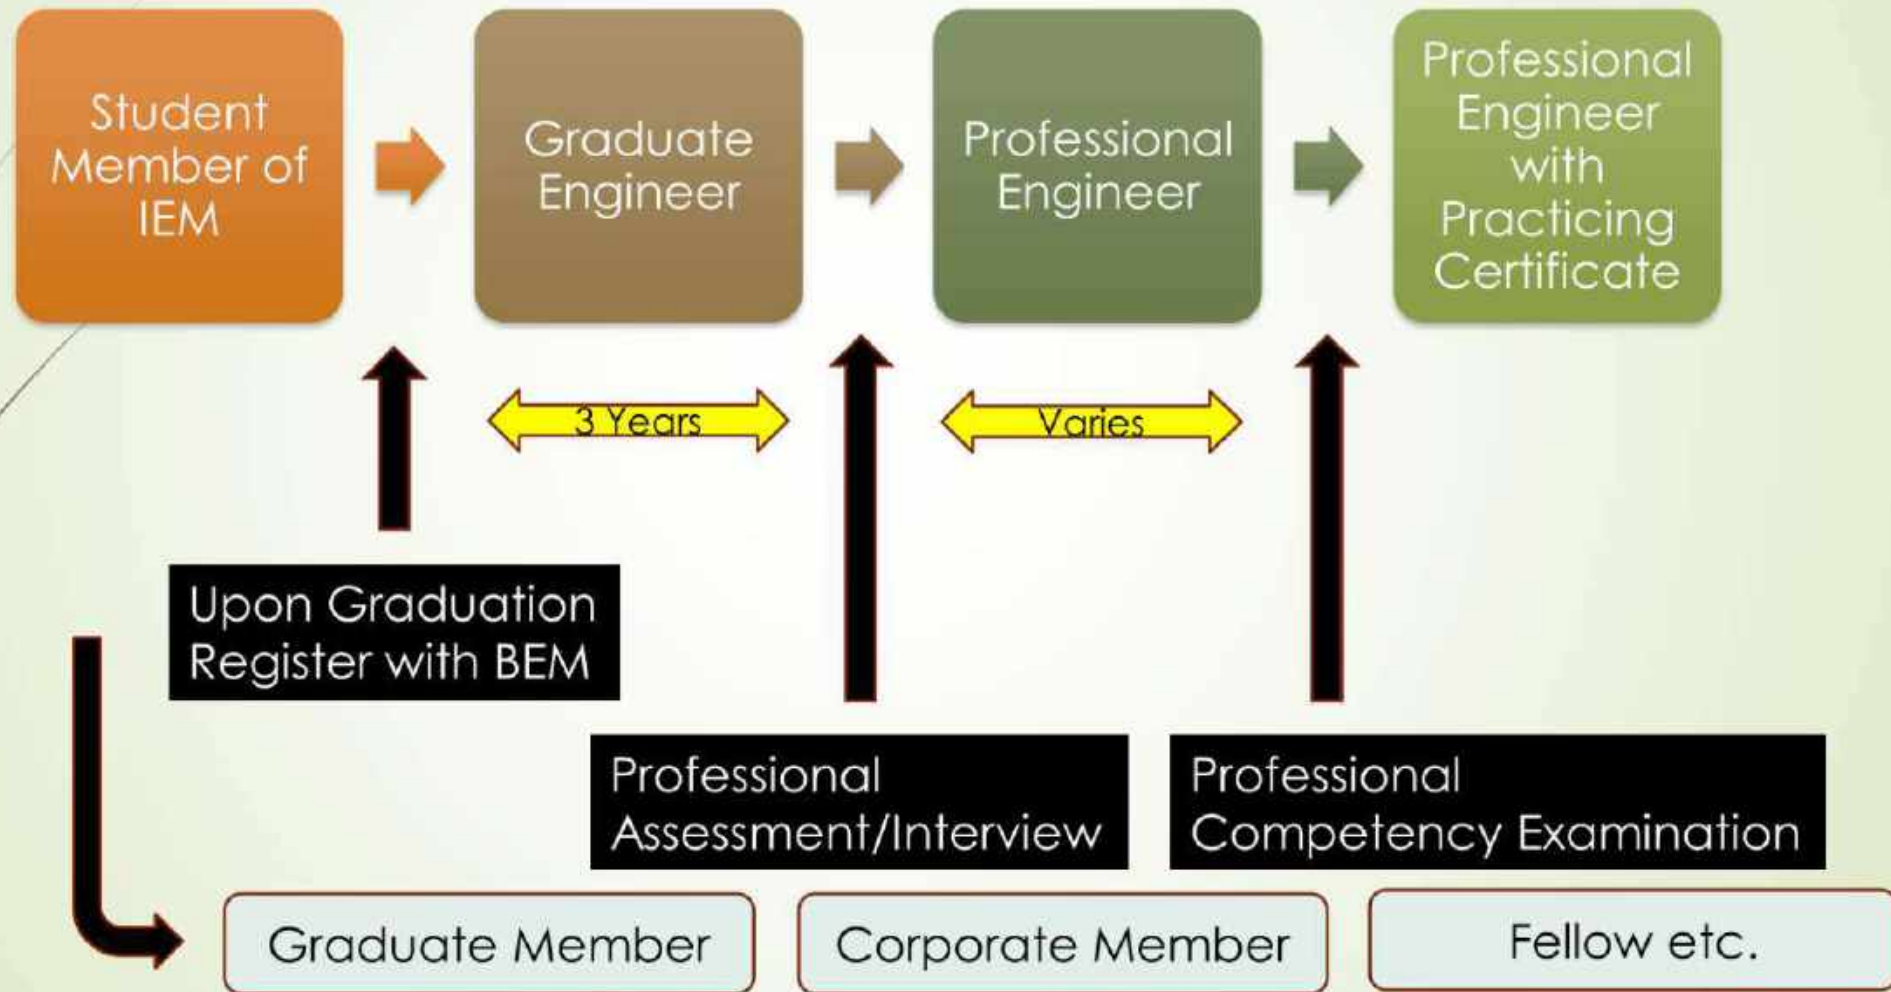 Student
Member of
IEM
Graduate
Engineer
Professional
Engineer
Professional
Engineer
with
Practicing
Certificate
3 Years
Varies
Upon Graduation
Register with BEM
Professional
Assessment/Interview
Professional
Competency Examination
Graduate Member
Corporate Member
Fellow etc.